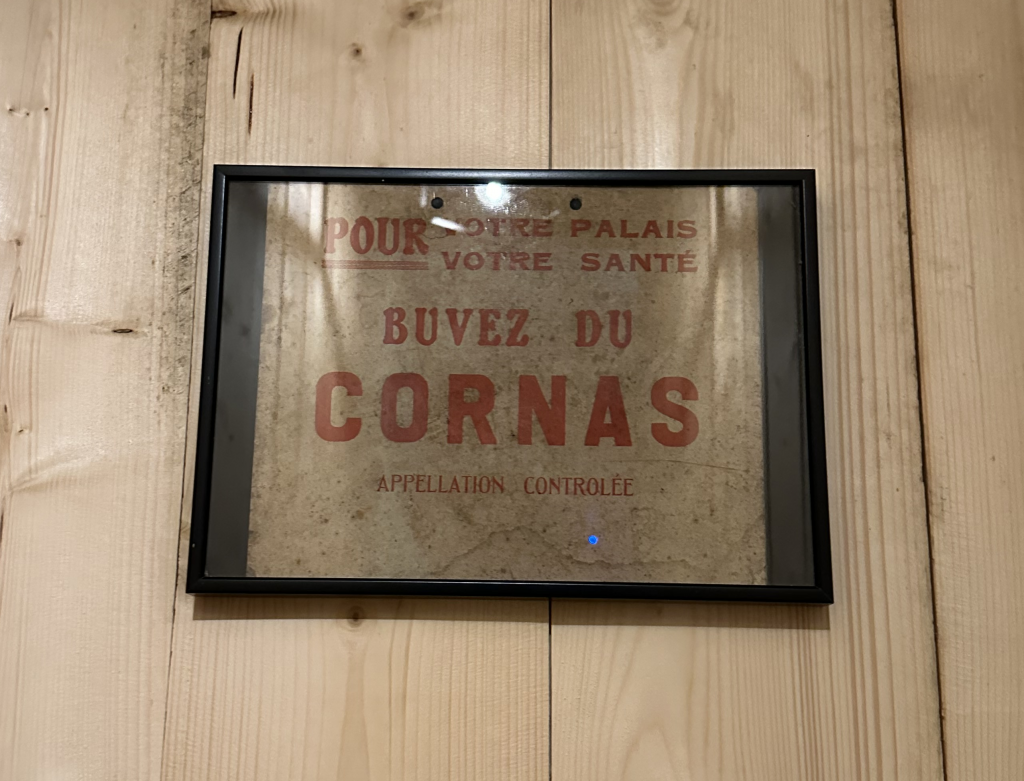 POUR VOTRE PALAIS
VOTRE SANTÉ
BUVEZ DU
CORNAS
APPELLATION CONTROLÉE